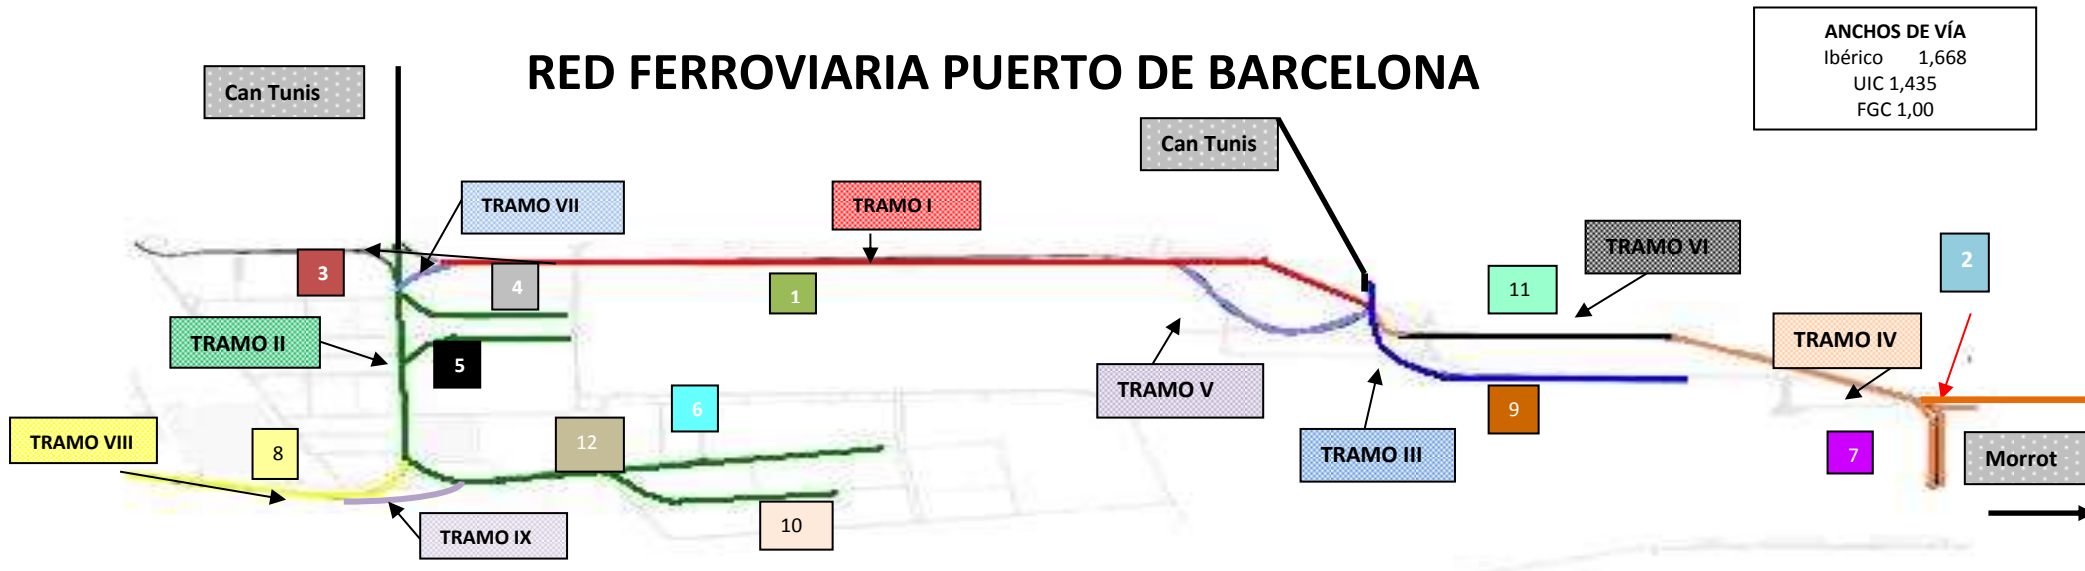 RED FERROVIARIA PUERTO DE BARCELONA
ANCHOS DE VÍA
Ibérico 1,668
UIC 1,435
FGC 1,00
Can Tunis
Can Tunis
TRAMO VII
TRAMO I
TRAMO VI
2
3
4
1
11
TRAMO II
5
TRAMO V
TRAMO IV
6
9
TRAMO VIII
8
12
TRAMO III
7
Morrot
TRAMO IX
10